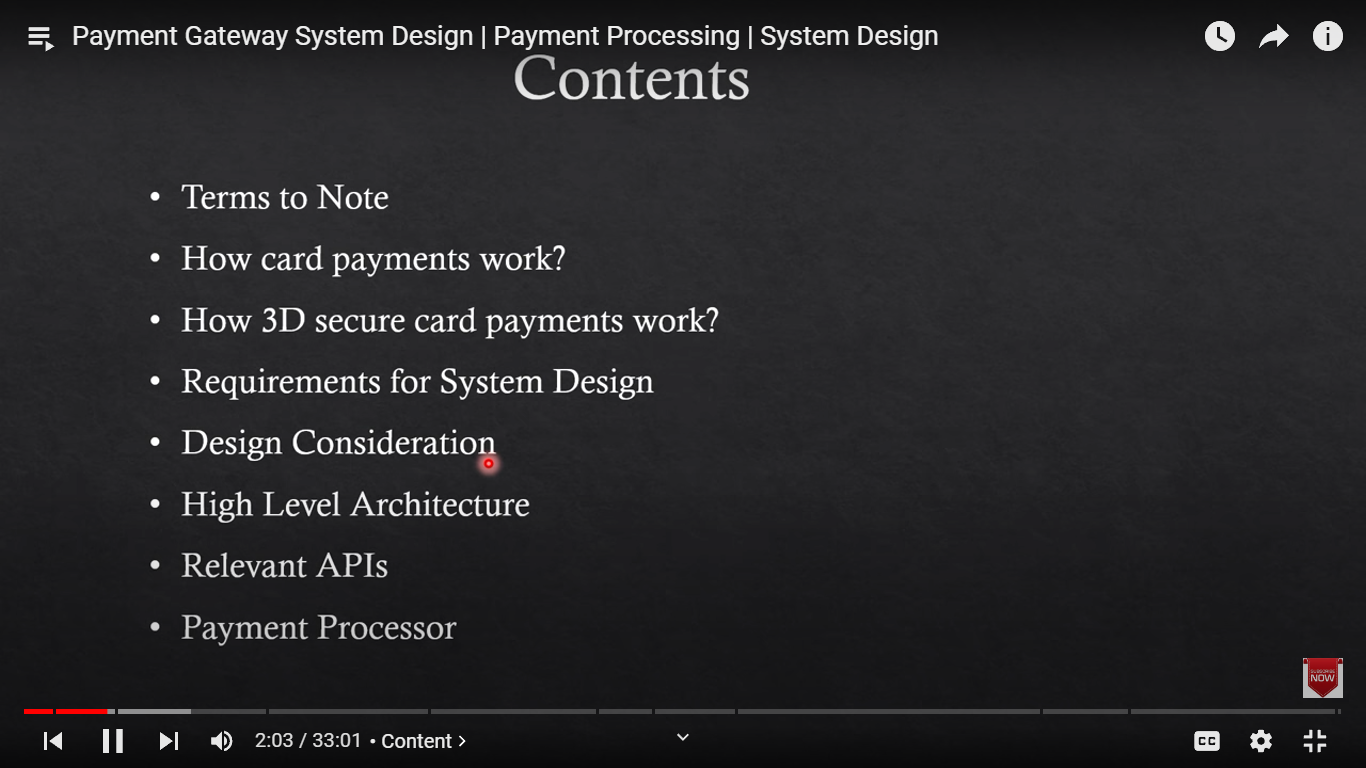 Payment Gateway System Design | Payment Processing | System Design
Contents
• Terms to Note
• How card payments work?
• How 3D secure card payments work?
• Requirements for System Design
• Design Consideration
• High Level Architecture
• Relevant APIs
• Payment Processor
SUBSCRIBE
NOW
2:03 / 33:01 • Content >
CC